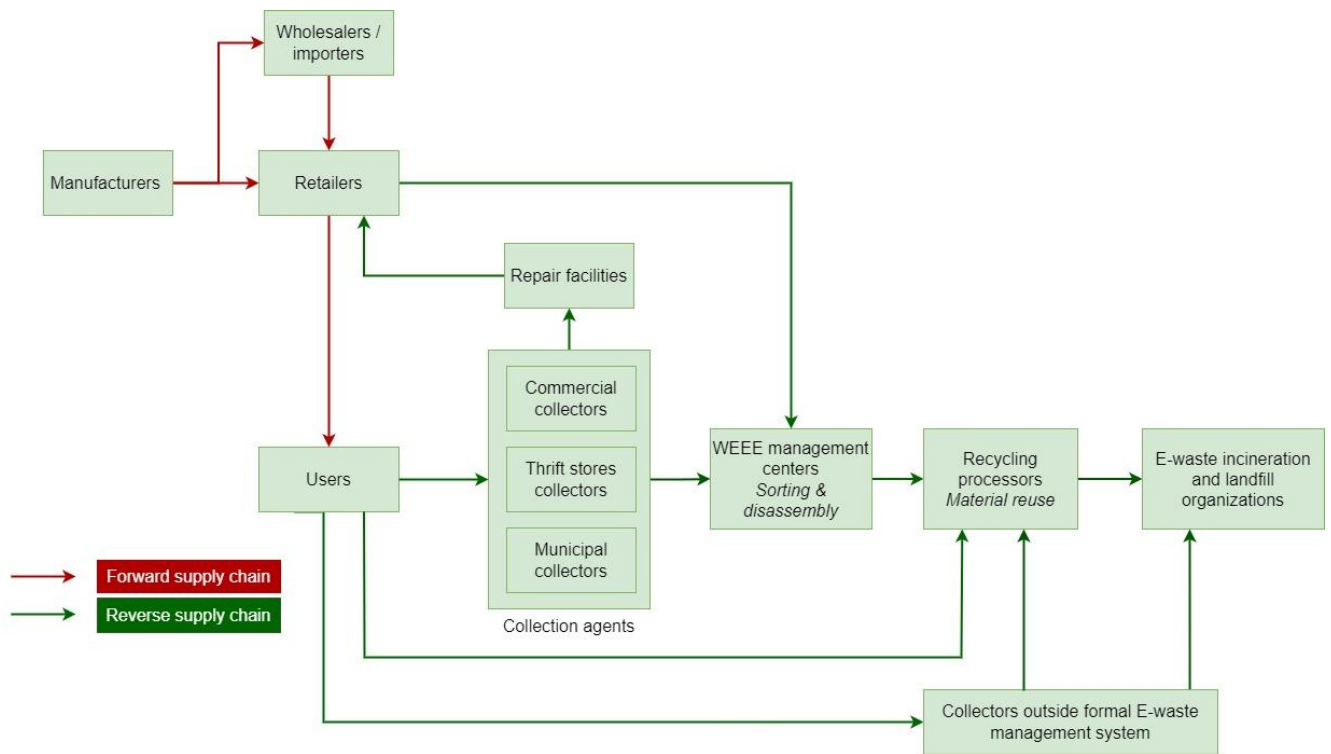 Wholesalers /
importers
Manufacturers
Retailers
Repair facilities
Commercial
collectors
Users
Thrift stores
collectors
WEEE management
centers
Sorting &
disassembly
Recycling
processors
Material reuse
E-waste incineration
and landfill
organizations
Municipal
collectors
Forward supply chain
Reverse supply chain
Collection agents
Collectors outside formal E-waste
management system